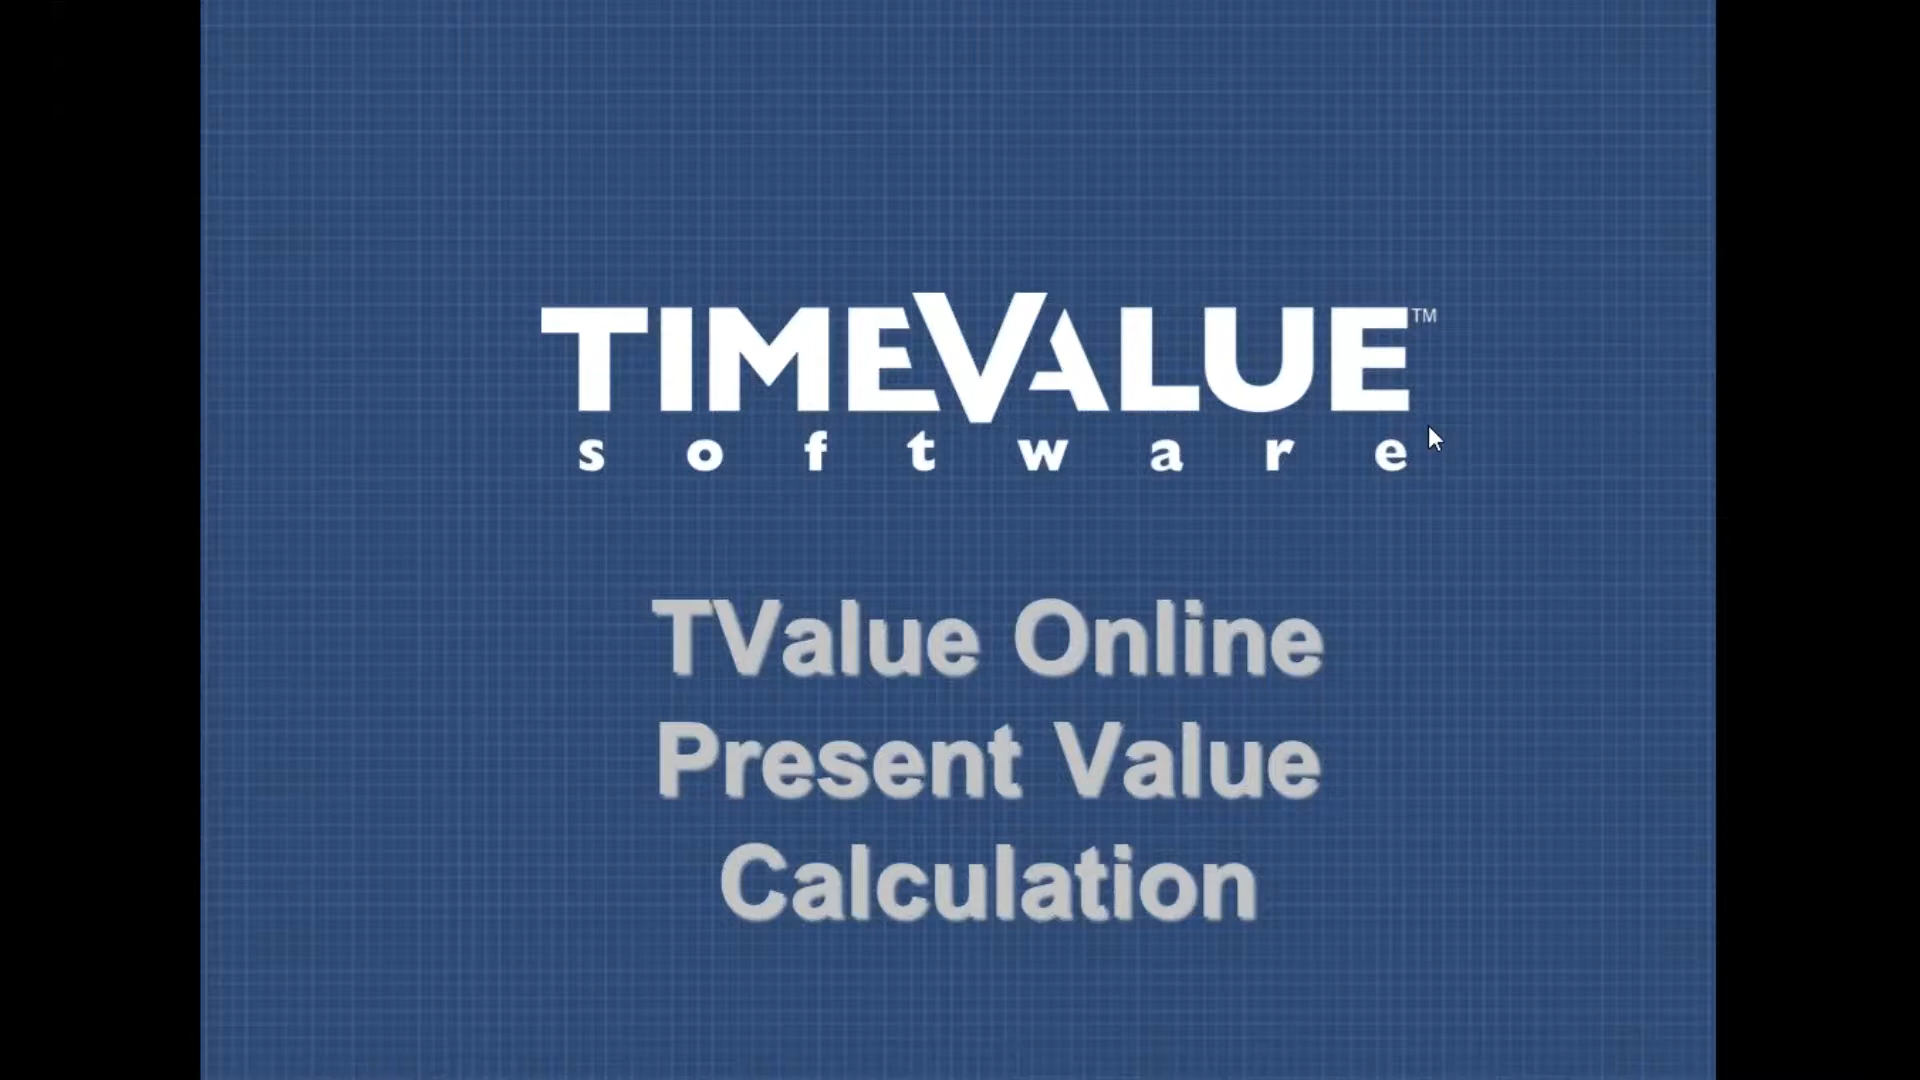 TIMEVALUE™
software
TValue Online
Present Value
Calculation